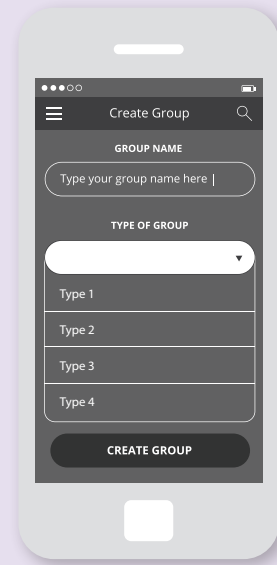 Create Group
GROUP NAME
Type your group name here |
TYPE OF GROUP
Type 1
Type 2
Type 3
Type 4
CREATE GROUP